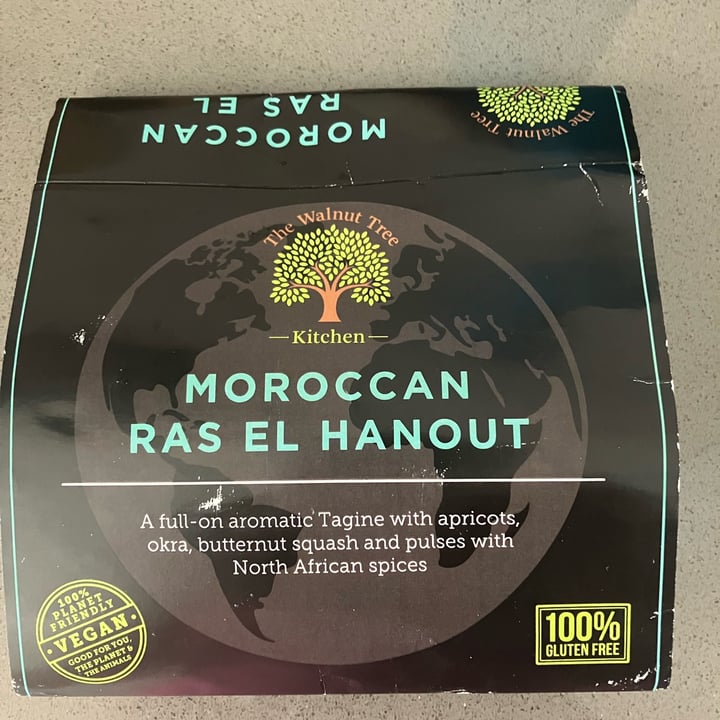 MOROCCAN
RAS EL
The Walnut Tree
The Walnut Tree
— Kitchen —
MOROCCAN
RAS EL HANOUT
A full-on aromatic Tagine with apricots,
okra, butternut squash and pulses with
North African spices
100%
PLANET
FRIENDLY
• VEGAN •
GOOD FOR YOU,
THE PLANET &
THE ANIMALS
100%
GLUTEN FREE